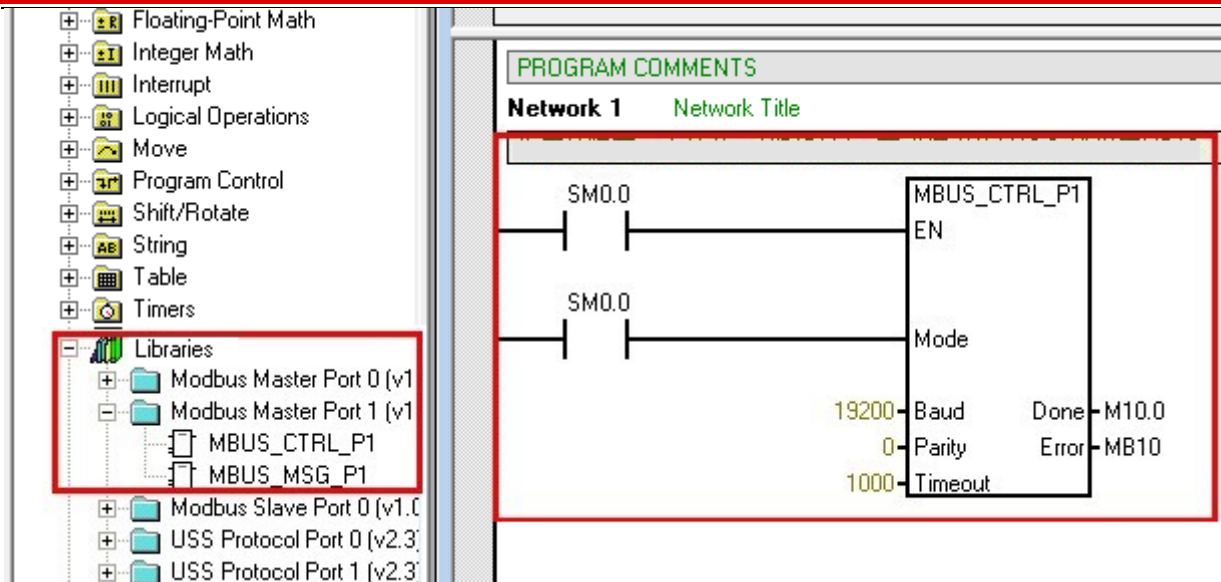 Floating-Point Math
Integer Math
Interrupt
Logical Operations
Move
Program Control
Shift/Rotate
String
Table
Timers
Libraries
Modbus Master Port 0 (v1
Modbus Master Port 1 (v1
MBUS_CTRL_P1
MBUS_MSG_P1
Modbus Slave Port 0 (v1.0
USS Protocol Port 0 (v2.3
USS Protocol Port 1 (v2.3
PROGRAM COMMENTS
Network 1 Network Title
SM0.0
MBUS_CTRL_P1
EN
SM0.0
Mode
19200 Baud Done M10.0
0 Parity Error MB10
1000 Timeout